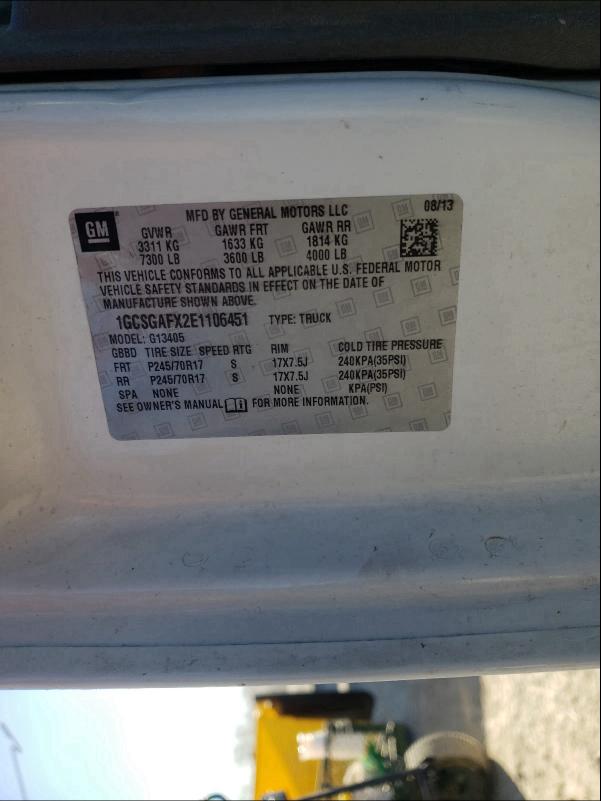 GM
MFD BY GENERAL MOTORS LLC 08/13
GVWR GAWR FRT GAWR RR
3311 KG 1633 KG 1814 KG
7300 LB 3600 LB 4000 LB
THIS VEHICLE CONFORMS TO ALL APPLICABLE U.S. FEDERAL MOTOR
VEHICLE SAFETY STANDARDS IN EFFECT ON THE DATE OF
MANUFACTURE SHOWN ABOVE.
1GCSGAFX2E1106451 TYPE: TRUCK
MODEL: G13405
GBBD TIRE SIZE SPEED RTG RIM COLD TIRE PRESSURE
FRT P245/70R17 S 17X7.5J 240KPA(35PSI)
RR P245/70R17 S 17X7.5J 240KPA(35PSI)
SPA NONE NONE KPA(PSI)
SEE OWNER'S MANUAL FOR MORE INFORMATION.